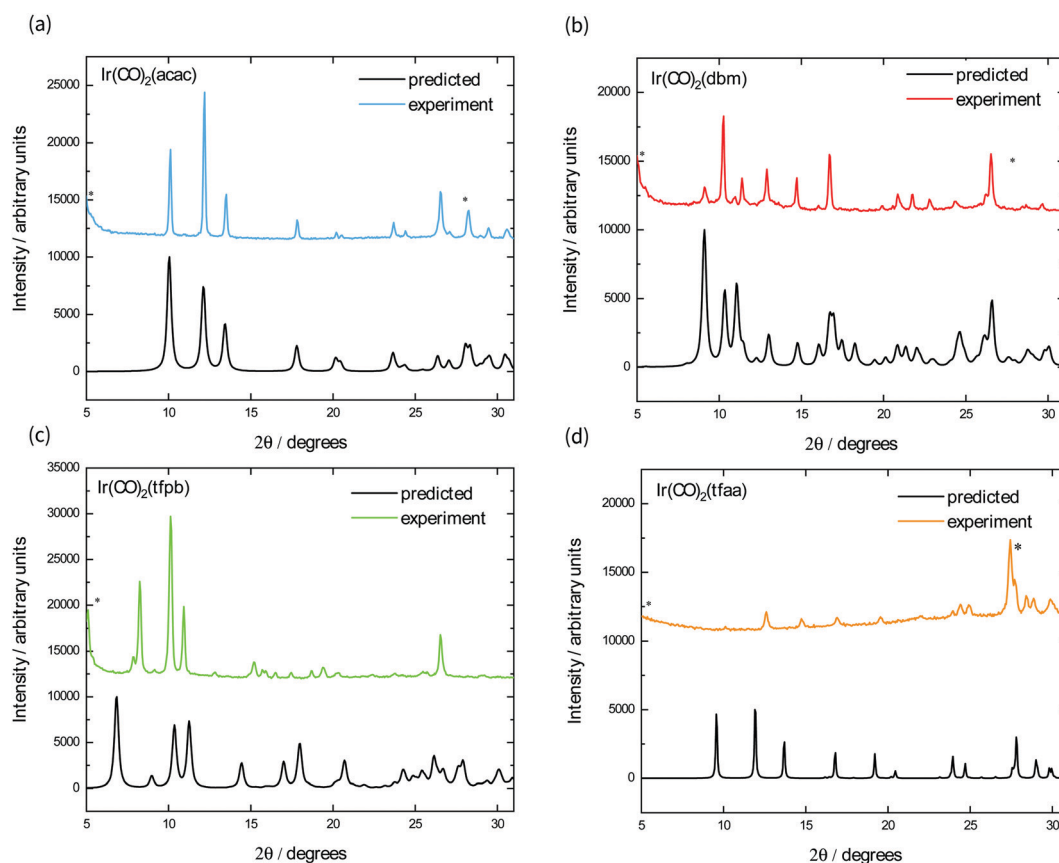 (a)
Ir(CO)2(acac)
predicted
experiment
*
*
25000
20000
15000
10000
5000
0
Intensity / arbitrary units
5
10
15
20
25
30
2θ / degrees
(b)
Ir(CO)2(dbm)
predicted
experiment
*
*
20000
15000
10000
5000
0
Intensity / arbitrary units
5
10
15
20
25
30
2θ / degrees
(c)
Ir(CO)2(tfpb)
predicted
experiment
*
35000
30000
25000
20000
15000
10000
5000
0
Intensity / arbitrary units
5
10
15
20
25
30
2θ / degrees
(d)
Ir(CO)2(tfaa)
predicted
experiment
*
*
20000
15000
10000
5000
0
Intensity / arbitrary units
5
10
15
20
25
30
2θ / degrees